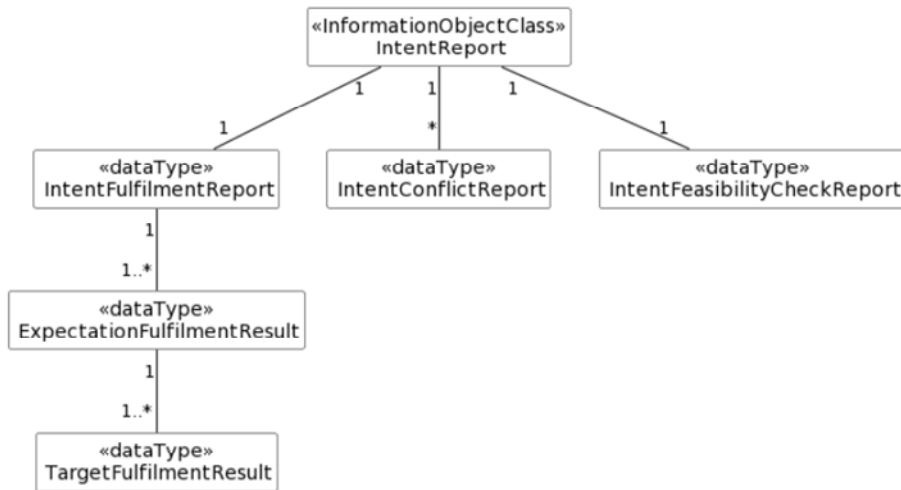 «InformationObjectClass»
IntentReport
1 1 1
1 * 1
«dataType»
IntentFulfilmentReport
«dataType»
IntentConflictReport
«dataType»
IntentFeasibilityCheckReport
1
1..*
«dataType»
ExpectationFulfilmentResult
1
1..*
«dataType»
TargetFulfilmentResult